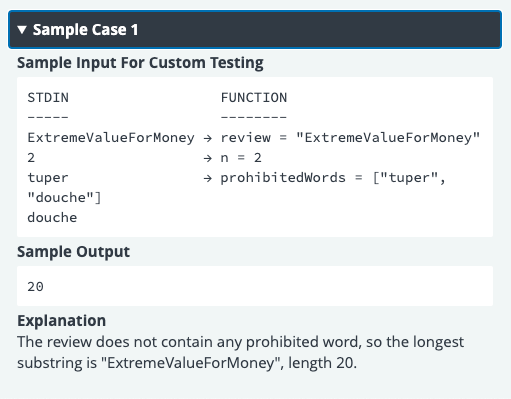 ▼ Sample Case 1
Sample Input For Custom Testing
STDIN FUNCTION
----- --------
ExtremeValueForMoney → review = "ExtremeValueForMoney"
2 → n = 2
tuper → prohibitedWords = ["tuper",
"douche"]
douche
Sample Output
20
Explanation
The review does not contain any prohibited word, so the longest
substring is "ExtremeValueForMoney", length 20.